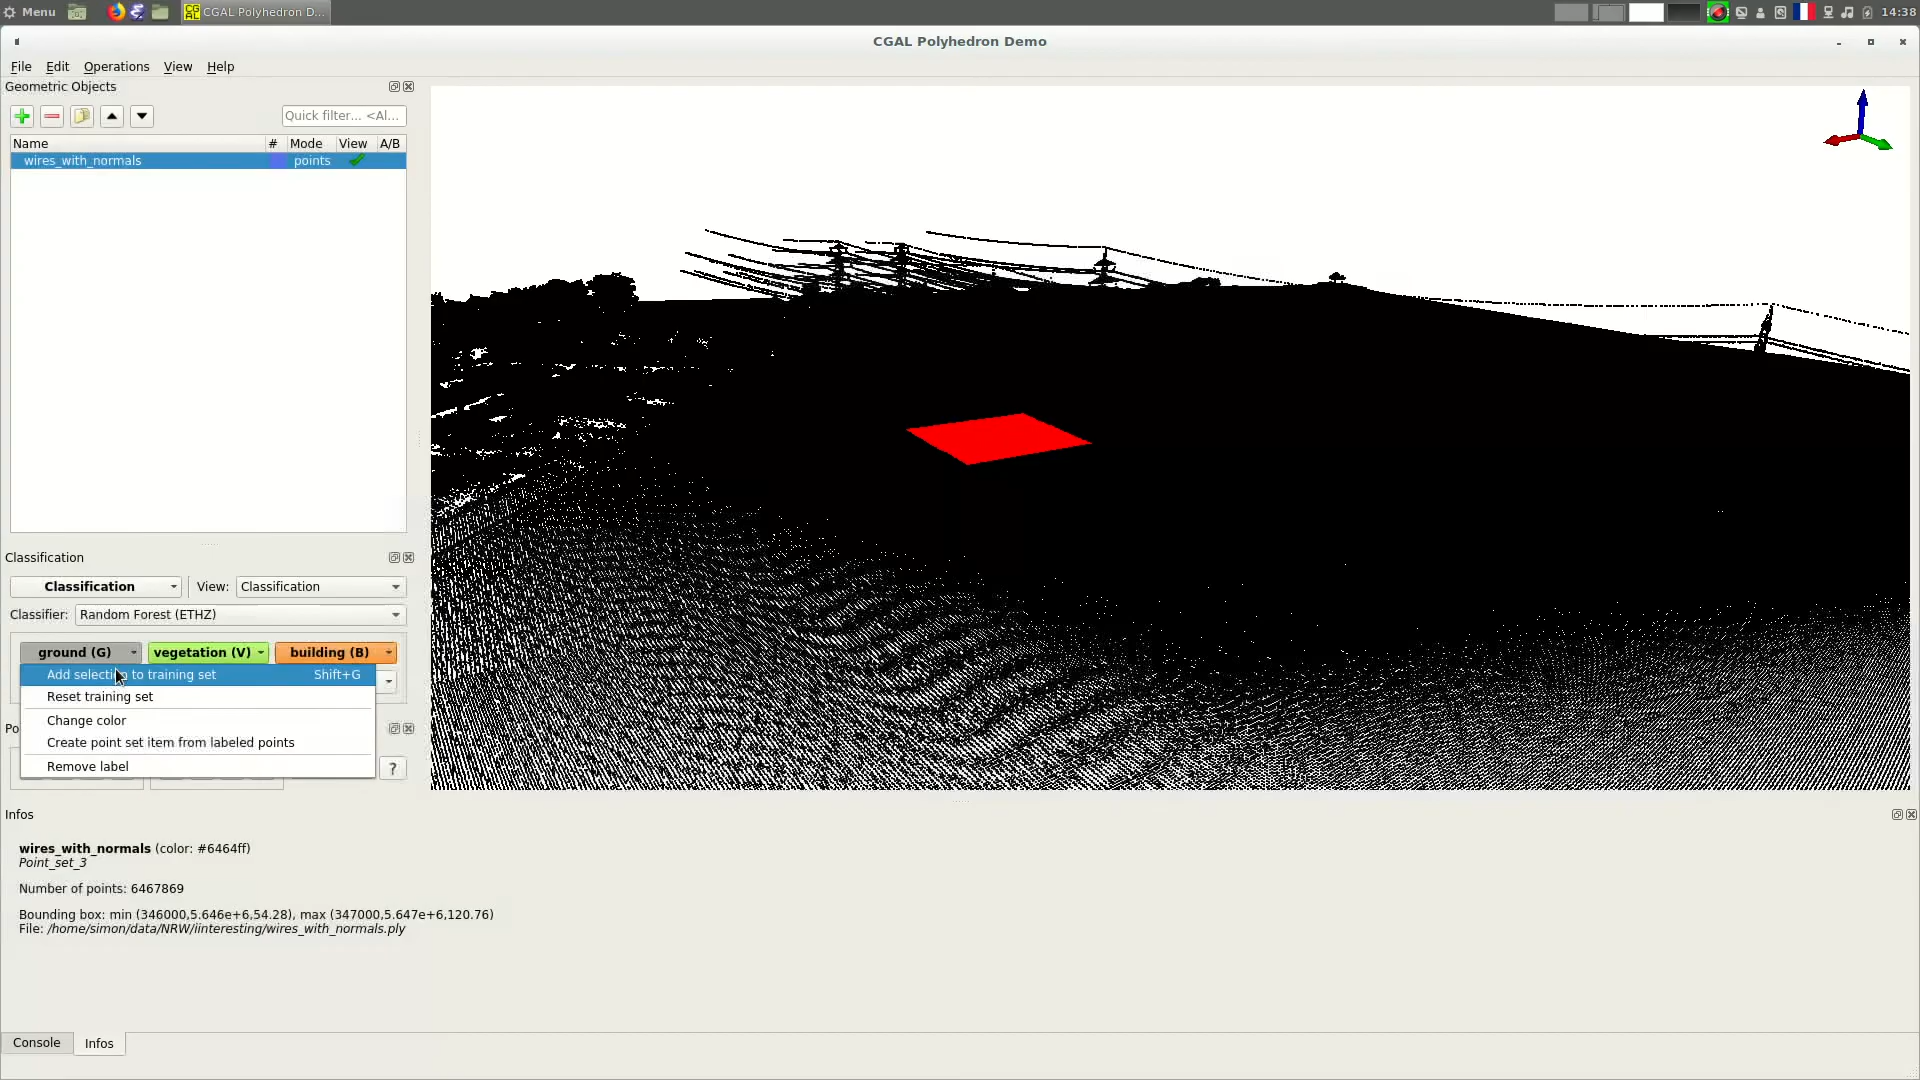 Menu
CGAL Polyhedron D...
14:38
CGAL Polyhedron Demo
File Edit Operations View Help
Geometric Objects
Quick filter... <Al...
Name # Mode View A/B
wires_with_normals points
Classification
Classification View: Classification
Classifier: Random Forest (ETHZ)
ground (G) vegetation (V) building (B)
Add selection to training set Shift+G
Reset training set
Change color
Create point set item from labeled points
Remove label
Po
?
Infos
wires_with_normals (color: #6464ff)
Point_set_3
Number of points: 6467869
Bounding box: min (346000,5.646e+6,54.28), max (347000,5.647e+6,120.76)
File: /home/simon/data/NRW/iinteresting/wires_with_normals.ply
Console Infos